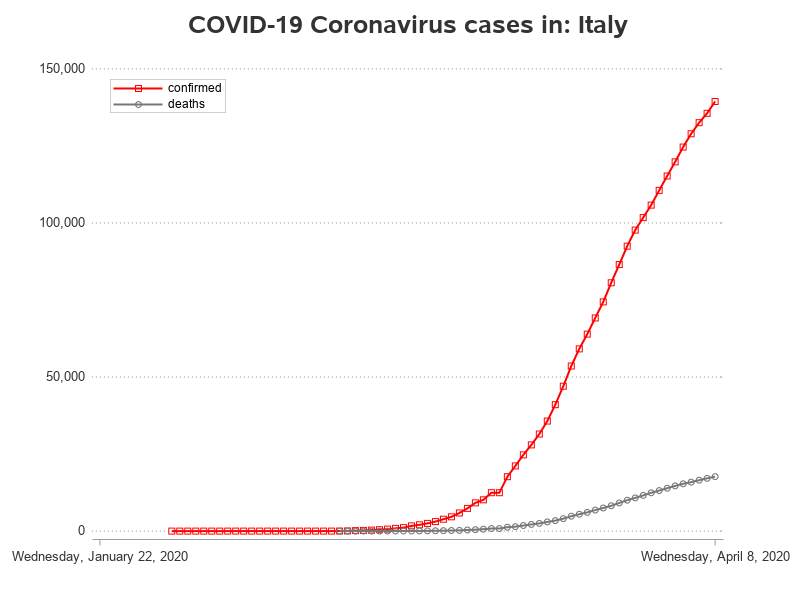 COVID-19 Coronavirus cases in: Italy
150,000
confirmed
deaths
100,000
50,000
0
Wednesday, January 22, 2020
Wednesday, April 8, 2020